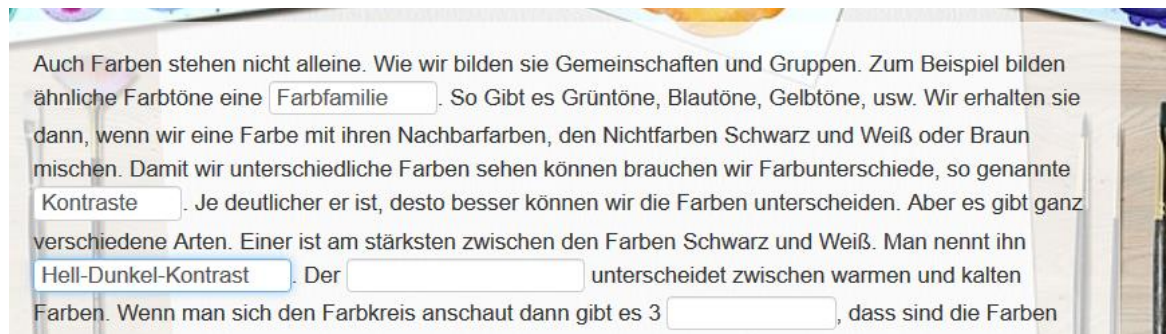 Auch Farben stehen nicht alleine. Wie wir bilden sie Gemeinschaften und Gruppen. Zum Beispiel bilden
ähnliche Farbtöne eine Farbfamilie . So Gibt es Grüntöne, Blautöne, Gelbtöne, usw. Wir erhalten sie
dann, wenn wir eine Farbe mit ihren Nachbarfarben, den Nichtfarben Schwarz und Weiß oder Braun
mischen. Damit wir unterschiedliche Farben sehen können brauchen wir Farbunterschiede, so genannte
Kontraste . Je deutlicher er ist, desto besser können wir die Farben unterscheiden. Aber es gibt ganz
verschiedene Arten. Einer ist am stärksten zwischen den Farben Schwarz und Weiß. Man nennt ihn
Hell-Dunkel-Kontrast . Der unterscheidet zwischen warmen und kalten
Farben. Wenn man sich den Farbkreis anschaut dann gibt es 3 , dass sind die Farben